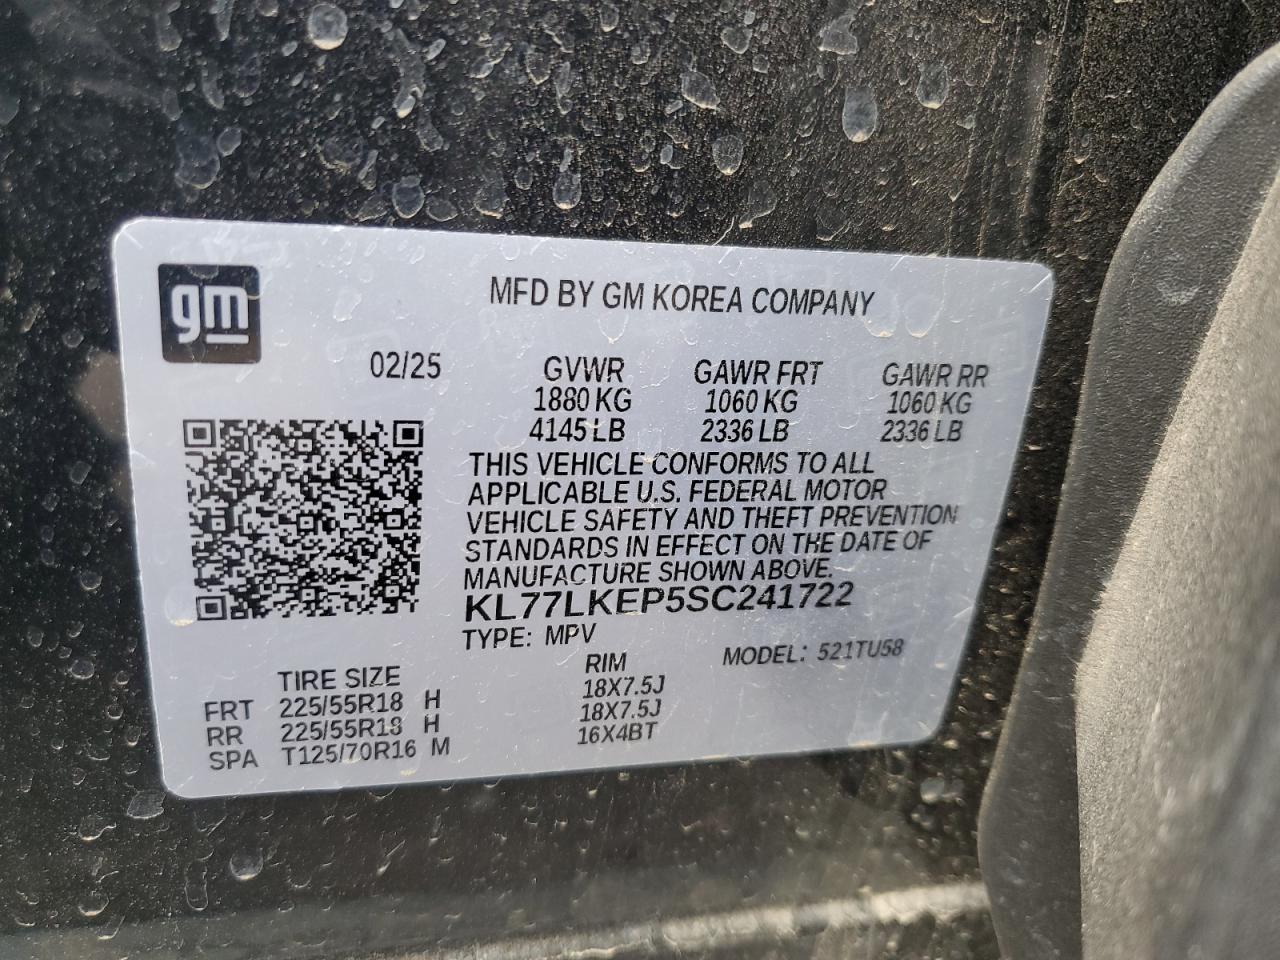 gm
MFD BY GM KOREA COMPANY
02/25 GVWR GAWR FRT GAWR RR
1880 KG 1060 KG 1060 KG
4145 LB 2336 LB 2336 LB
THIS VEHICLE CONFORMS TO ALL
APPLICABLE U.S. FEDERAL MOTOR
VEHICLE SAFETY AND THEFT PREVENTION
STANDARDS IN EFFECT ON THE DATE OF
MANUFACTURE SHOWN ABOVE.
KL77LKEP5SC241722
TYPE: MPV MODEL: 521TU58
TIRE SIZE RIM
FRT 225/55R18 H 18X7.5J
RR 225/55R18 H 18X7.5J
SPA T125/70R16 M 16X4BT